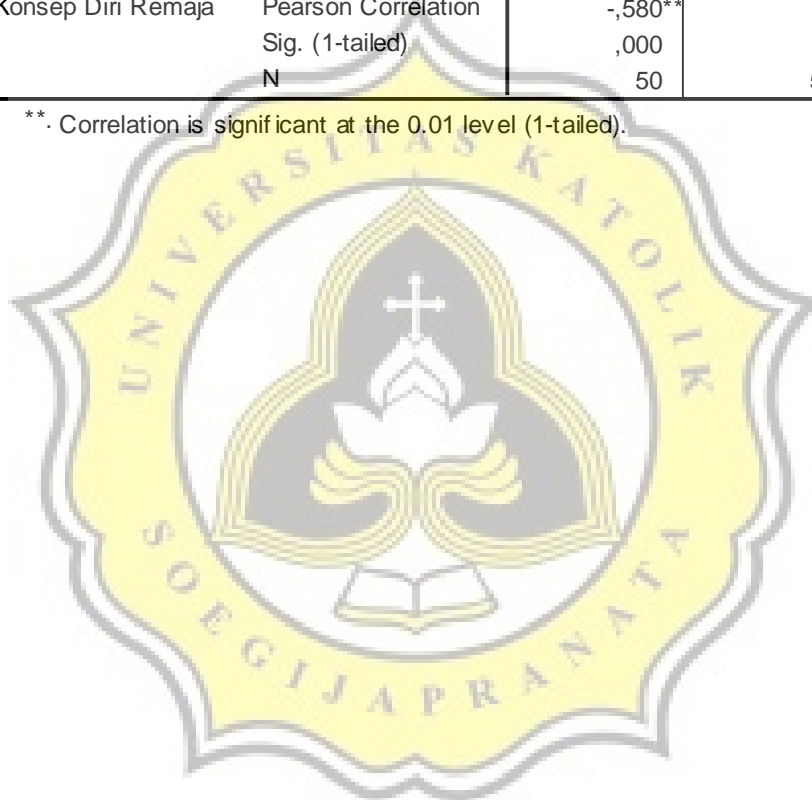 Konsep Diri Remaja Pearson Correlation -,580**
Sig. (1-tailed) ,000
N 50
**. Correlation is significant at the 0.01 level (1-tailed).
UNIVERSITAS KATOLIK
SOEGIJAPRANATA